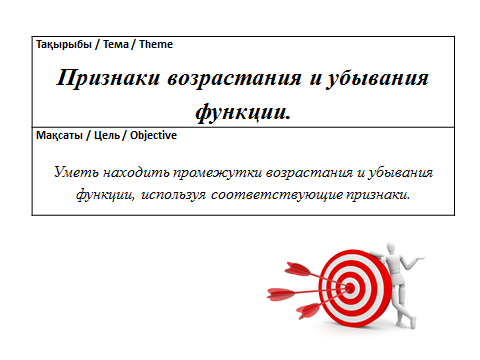 Тақырыбы / Тема / Theme
Признаки возрастания и убывания
функции.
Мақсаты / Цель / Objective
Уметь находить промежутки возрастания и убывания
функции, используя соответствующие признаки.